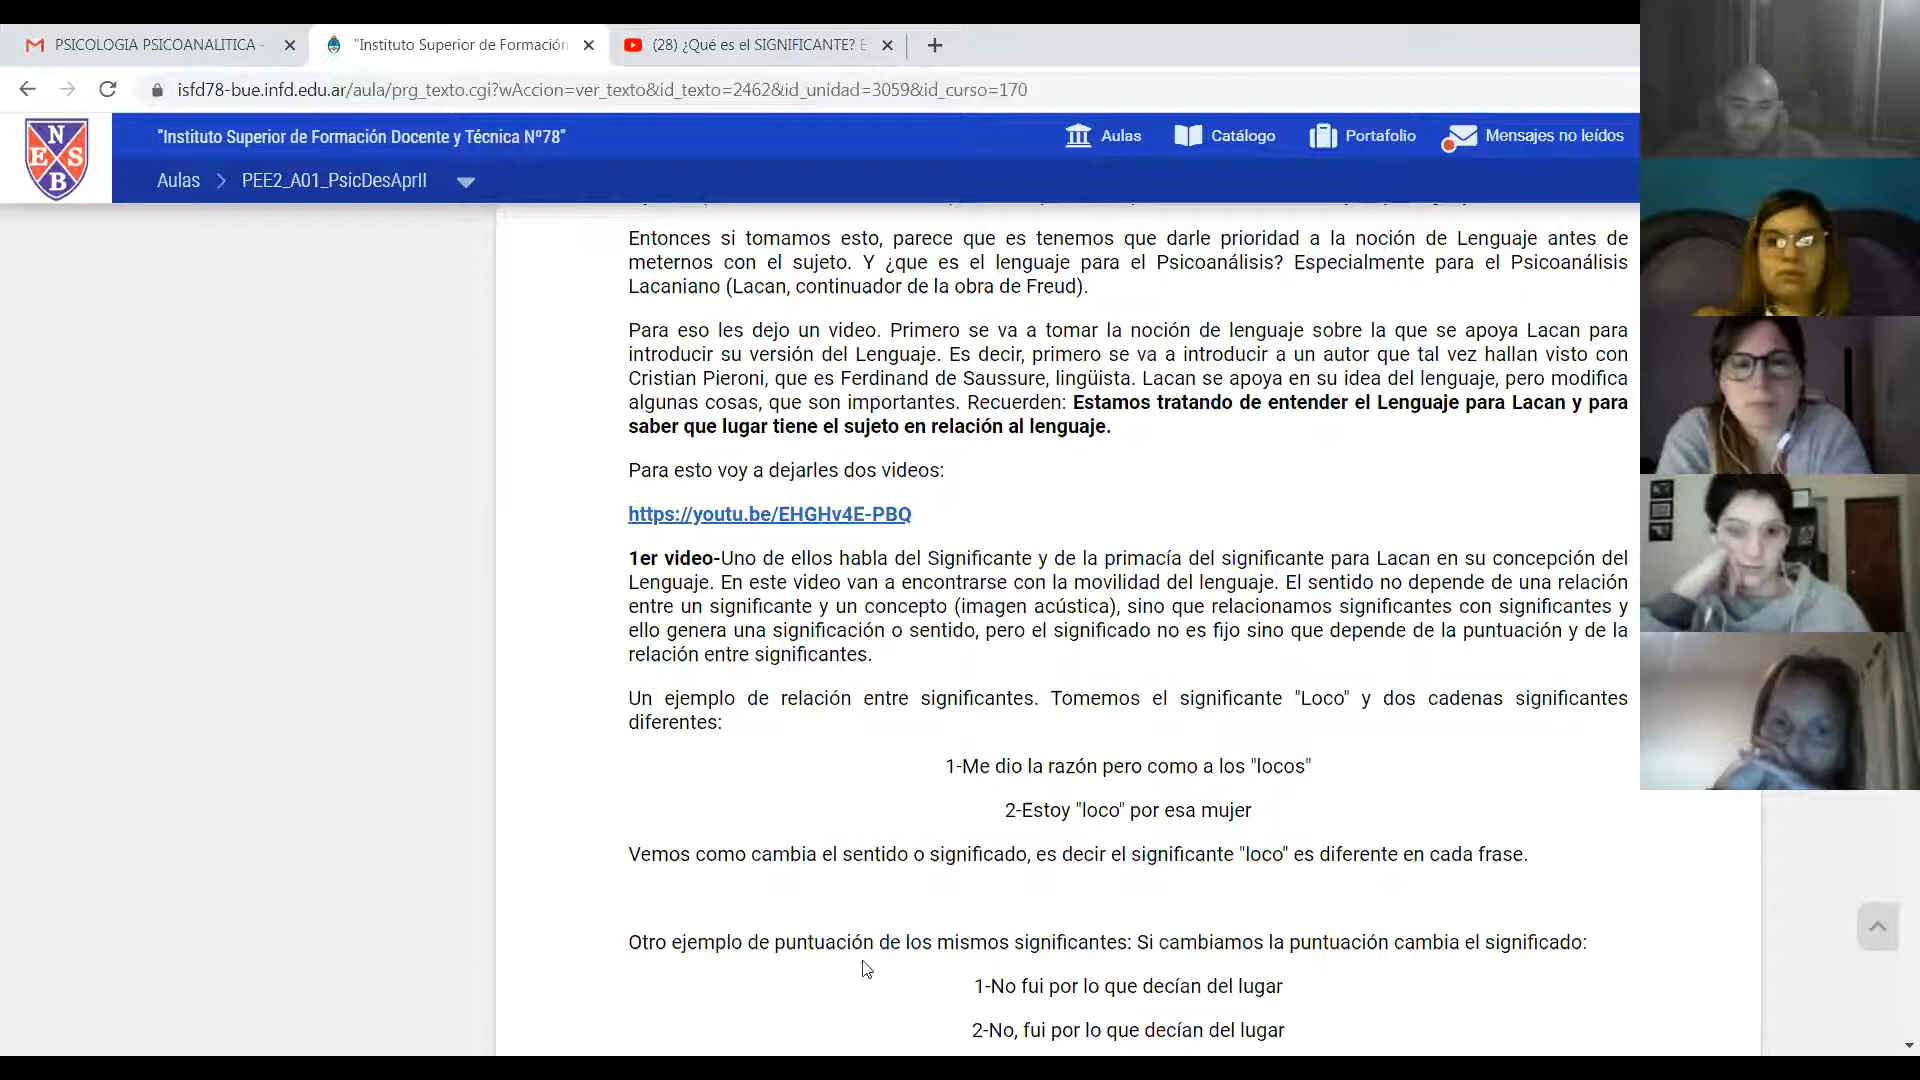 PSICOLOGIA PSICOANALITICA -
"Instituto Superior de Formación
(28) ¿Qué es el SIGNIFICANTE? E
isfd78-bue.infd.edu.ar/aula/prg_texto.cgi?wAccion=ver_texto&id_texto=2462&id_unidad=3059&id_curso=170
N
E S
B
"Instituto Superior de Formación Docente y Técnica Nº78"
Aulas
Catálogo
Portafolio
Mensajes no leídos
Aulas > PEE2_A01_PsicDesAprII
Entonces si tomamos esto, parece que es tenemos que darle prioridad a la noción de Lenguaje antes de
meternos con el sujeto. Y ¿que es el lenguaje para el Psicoanálisis? Especialmente para el Psicoanálisis
Lacaniano (Lacan, continuador de la obra de Freud).
Para eso les dejo un video. Primero se va a tomar la noción de lenguaje sobre la que se apoya Lacan para
introducir su versión del Lenguaje. Es decir, primero se va a introducir a un autor que tal vez hallan visto con
Cristian Pieroni, que es Ferdinand de Saussure, lingüista. Lacan se apoya en su idea del lenguaje, pero modifica
algunas cosas, que son importantes. Recuerden: Estamos tratando de entender el Lenguaje para Lacan y para
saber que lugar tiene el sujeto en relación al lenguaje.
Para esto voy a dejarles dos videos:
https://youtu.be/EHGHv4E-PBQ
1er video-Uno de ellos habla del Significante y de la primacía del significante para Lacan en su concepción del
Lenguaje. En este video van a encontrarse con la movilidad del lenguaje. El sentido no depende de una relación
entre un significante y un concepto (imagen acústica), sino que relacionamos significantes con significantes y
ello genera una significación o sentido, pero el significado no es fijo sino que depende de la puntuación y de la
relación entre significantes.
Un ejemplo de relación entre significantes. Tomemos el significante "Loco" y dos cadenas significantes
diferentes:
1-Me dio la razón pero como a los "locos"
2-Estoy "loco" por esa mujer
Vemos como cambia el sentido o significado, es decir el significante "loco" es diferente en cada frase.
Otro ejemplo de puntuación de los mismos significantes: Si cambiamos la puntuación cambia el significado:
1-No fui por lo que decían del lugar
2-No, fui por lo que decían del lugar